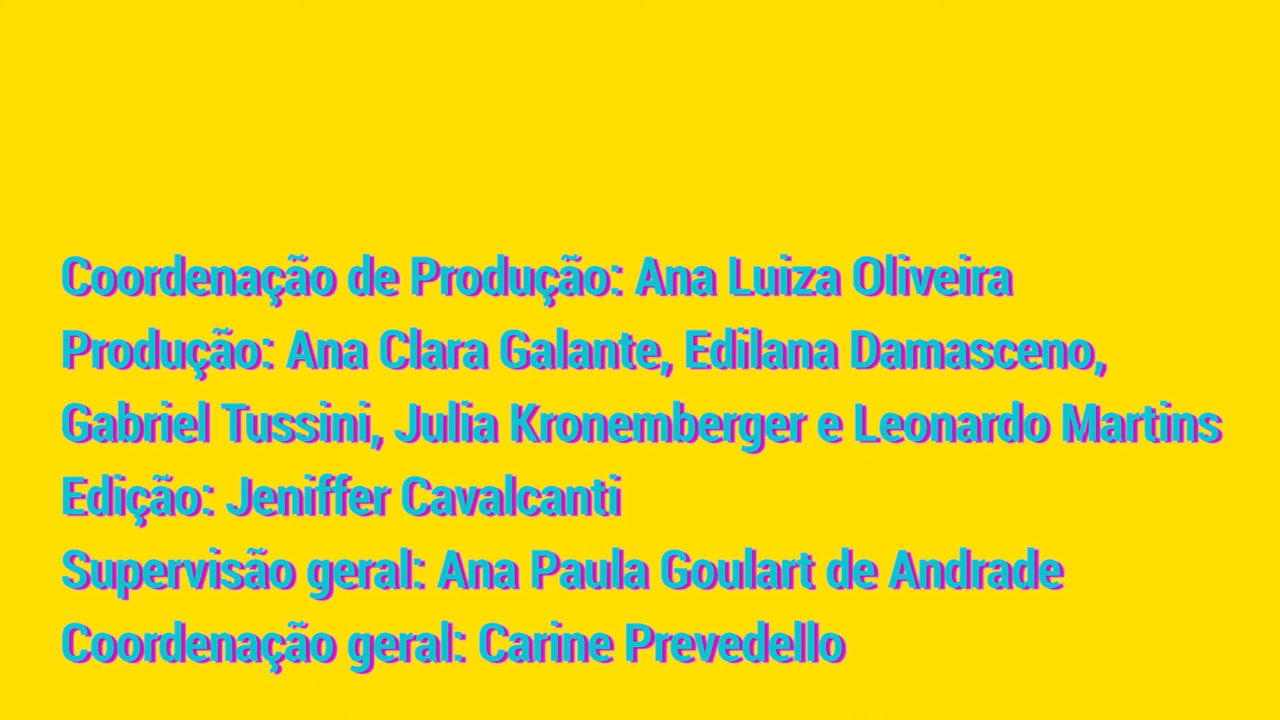 Coordenação de Produção: Ana Luiza Oliveira
Produção: Ana Clara Galante, Edilana Damasceno,
Gabriel Tussini, Julia Kronemberger e Leonardo Martins
Edição: Jeniffer Cavalcanti
Supervisão geral: Ana Paula Goulart de Andrade
Coordenação geral: Carine Prevedello